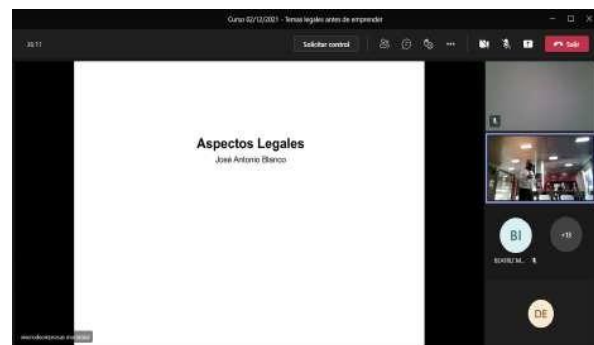 Curso 02/12/2021 - Temas legales antes de emprender
Solicitar control
Salir
Aspectos Legales
José Antonio Blanco
BI
+13
DE